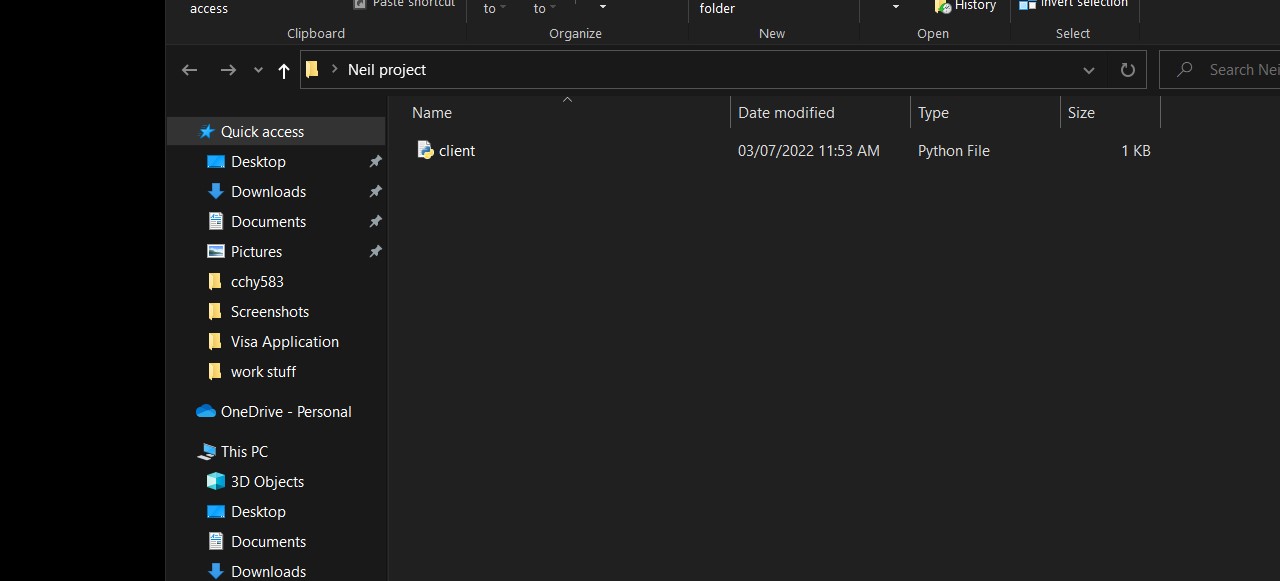 access
Paste shortcut
to
to
folder
History
Invert selection
Clipboard
Organize
New
Open
Select
Neil project
Search Nei
Name
Date modified
Type
Size
Quick access
client
03/07/2022 11:53 AM
Python File
1 KB
Desktop
Downloads
Documents
Pictures
cchy583
Screenshots
Visa Application
work stuff
OneDrive - Personal
This PC
3D Objects
Desktop
Documents
Downloads